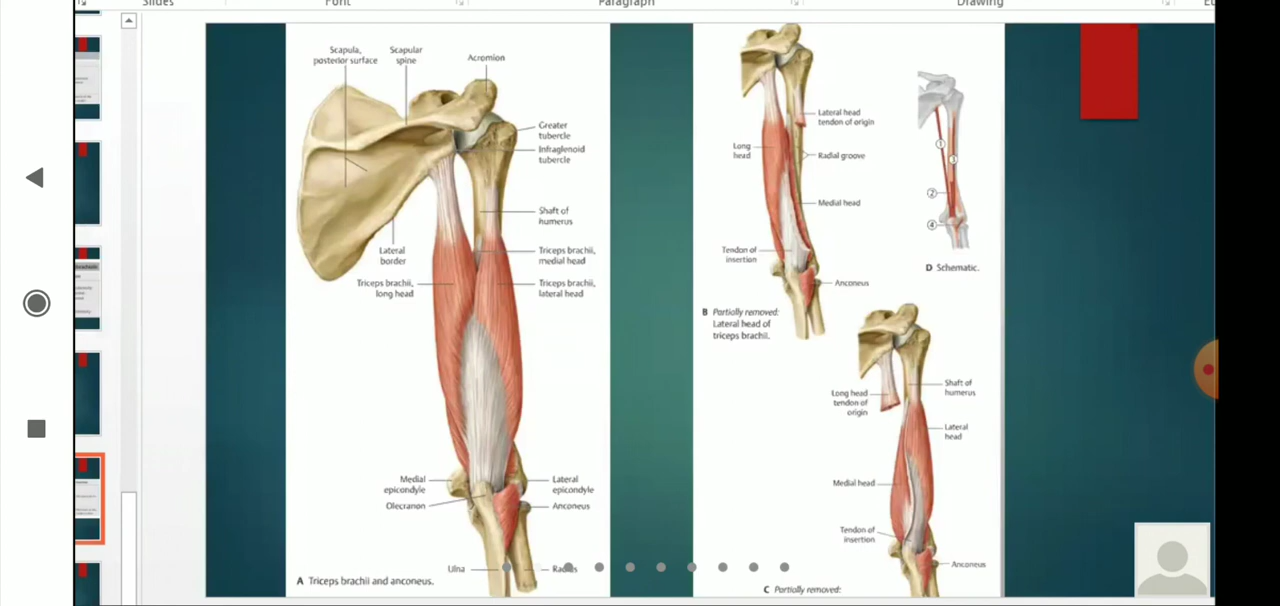 Slides
Font
Paragraph
Drawing
Scapula,
posterior surface
Scapular
spine
Acromion
Greater
tubercle
Infraglenoid
tubercle
Shaft of
humerus
Lateral
border
Triceps brachii,
medial head
Triceps brachii,
long head
Triceps brachii,
lateral head
Medial
epicondyle
Lateral
epicondyle
Olecranon
Anconeus
Ulna
Radius
A Triceps brachii and anconeus.
Lateral head
tendon of origin
Long
head
Radial groove
Medial head
Tendon of
insertion
Anconeus
B Partially removed:
Lateral head of
triceps brachii.
1
3
2
4
D Schematic.
Long head
tendon of
origin
Shaft of
humerus
Lateral
head
Medial head
Tendon of
insertion
Anconeus
C Partially removed: